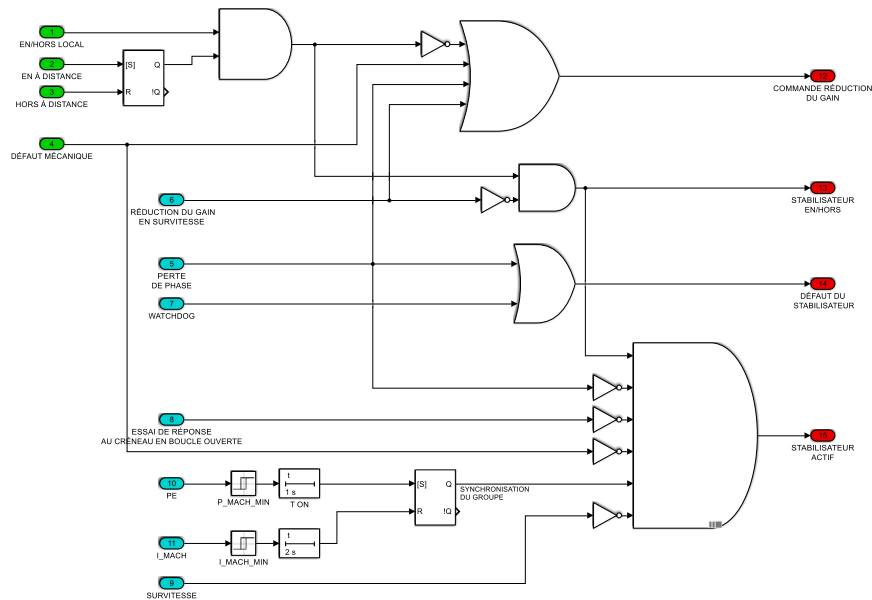 1
EN/HORS LOCAL
2
EN À DISTANCE
3
HORS À DISTANCE
[S]
Q
R
!Q
4
DÉFAUT MÉCANIQUE
12
COMMANDE RÉDUCTION
DU GAIN
6
RÉDUCTION DU GAIN
EN SURVITESSE
13
STABILISATEUR
EN/HORS
5
PERTE
DE PHASE
7
WATCHDOG
14
DÉFAUT DU
STABILISATEUR
8
ESSAI DE RÉPONSE
AU CRÉNEAU EN BOUCLE OUVERTE
15
STABILISATEUR
ACTIF
10
PE
P_MACH_MIN
t
1 s
T ON
[S]
Q
R
!Q
SYNCHRONISATION
DU GROUPE
11
I_MACH
I_MACH_MIN
t
2 s
9
SURVITESSE